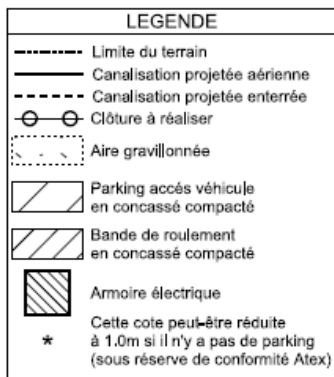 LEGENDE
Limite du terrain
Canalisation projetée aérienne
Canalisation projetée enterrée
Clôture à réaliser
Aire gravillonnée
Parking accés véhicule
en concassé compacté
Bande de roulement
en concassé compacté
Armoire électrique
Cette cote peut-être réduite
* à 1.0m si il n'y a pas de parking
(sous réserve de conformité Atex)